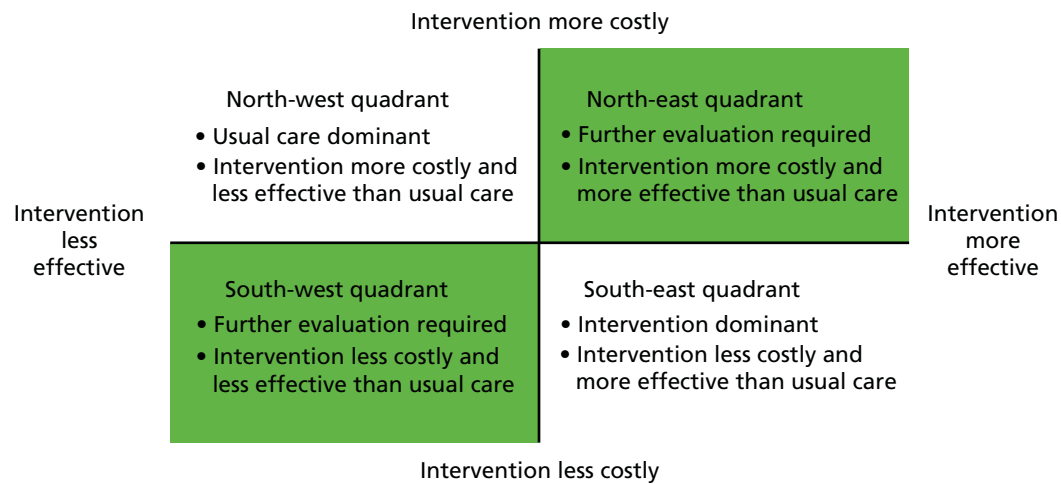 Intervention more costly
North-west quadrant
• Usual care dominant
• Intervention more costly and
less effective than usual care
North-east quadrant
• Further evaluation required
• Intervention more costly and
more effective than usual care
Intervention
less
effective
Intervention
more
effective
South-west quadrant
• Further evaluation required
• Intervention less costly and
less effective than usual care
South-east quadrant
• Intervention dominant
• Intervention less costly and
more effective than usual care
Intervention less costly